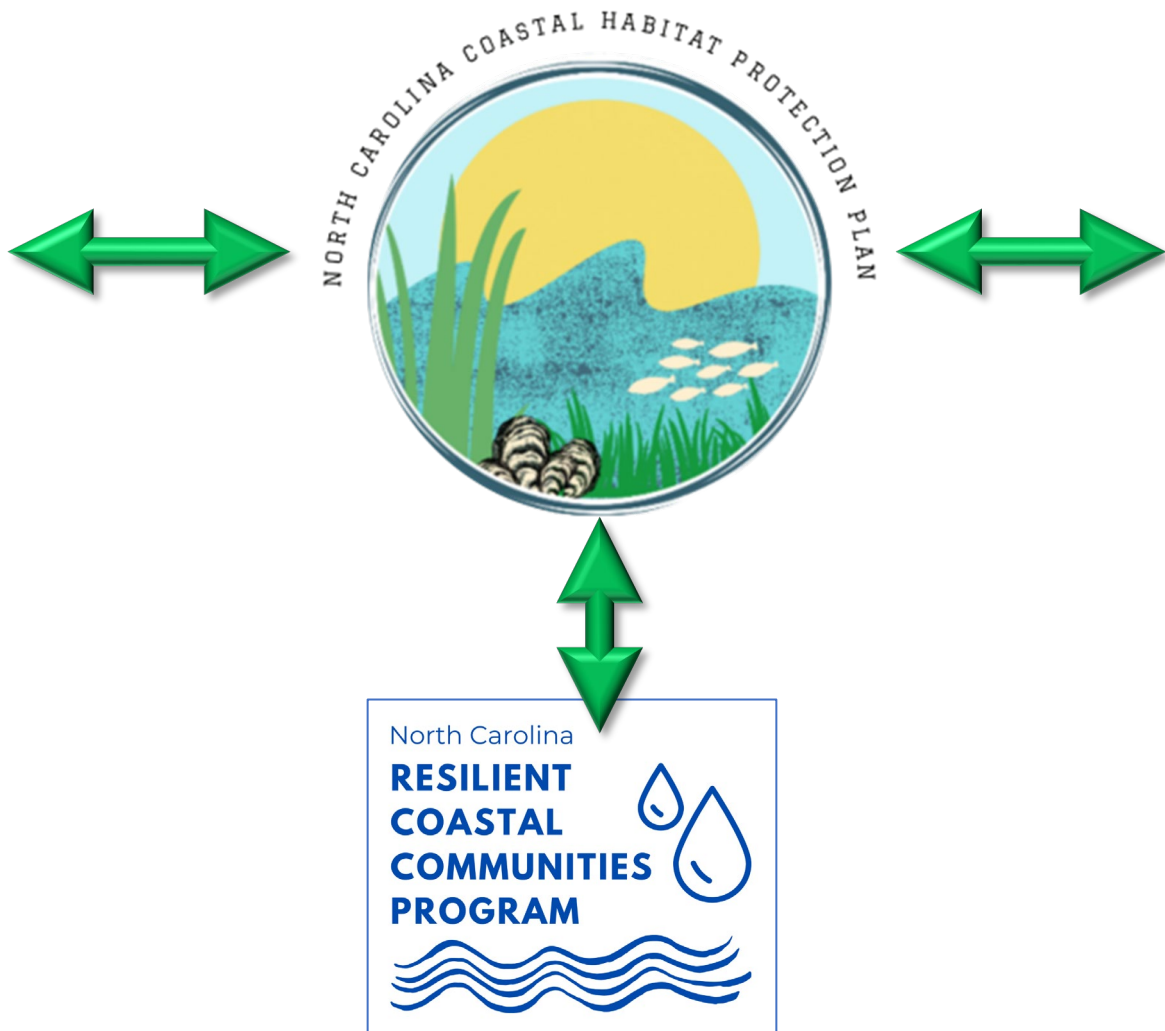 NORTH CAROLINA COASTAL HABITAT PROTECTION PLAN
North Carolina
RESILIENT
COASTAL
COMMUNITIES
PROGRAM